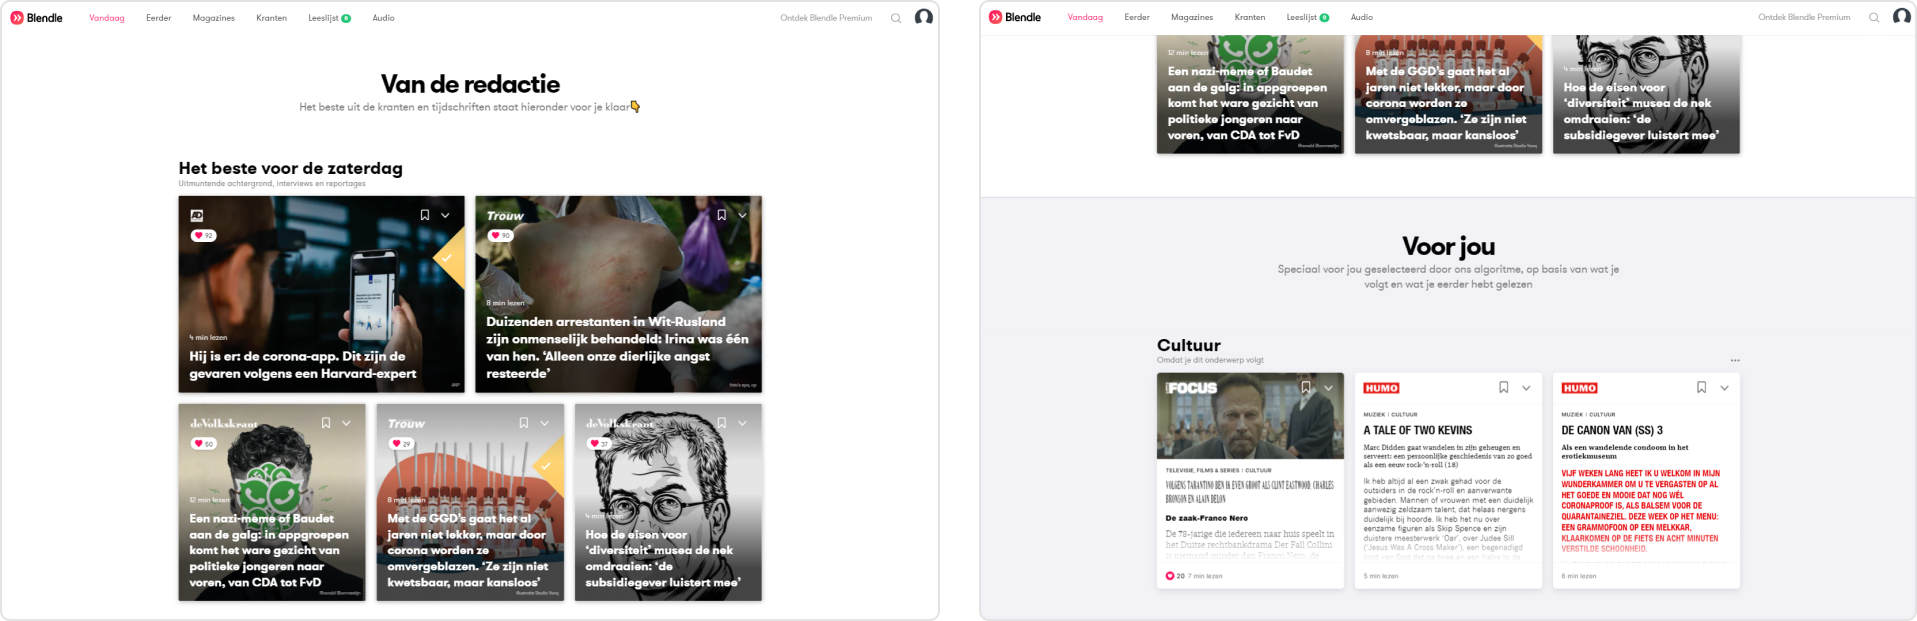 Blendle Vandaag Eerder Magazines Kranten Leeslijst 6 Audio Ontdek Blendle Premium
Van de redactie
Het beste uit de kranten en tijdschriften staat hieronder voor je klaar
Het beste voor de zaterdag
Uitmuntende achtergrond, interviews en reportages
AD
92
4 min lezen
Hij is er: de corona-app. Dit zijn de
gevaren volgens een Harvard-expert
ANP
Trouw
90
8 min lezen
Duizenden arrestanten in Wit-Rusland
zijn onmenselijk behandeld: Irina was één
van hen. ‘Alleen onze dierlijke angst
resteerde’
foto's epa, ap
de Volkskrant
50
12 min lezen
Een nazi-meme of Baudet
aan de galg: in appgroepen
komt het ware gezicht van
politieke jongeren naar
voren, van CDA tot FvD
Trouw
29
8 min lezen
Met de GGD’s gaat het al
jaren niet lekker, maar door
corona worden ze
omvergeblazen. ‘Ze zijn niet
kwetsbaar, maar kansloos’
de Volkskrant
37
4 min lezen
Hoe de eisen voor
‘diversiteit’ musea de nek
omdraaien: ‘de
subsidiegever luistert mee’
Blendle Vandaag Eerder Magazines Kranten Leeslijst 6 Audio Ontdek Blendle Premium
12 min lezen
Een nazi-meme of Baudet
aan de galg: in appgroepen
komt het ware gezicht van
politieke jongeren naar
voren, van CDA tot FvD
8 min lezen
Met de GGD’s gaat het al
jaren niet lekker, maar door
corona worden ze
omvergeblazen. ‘Ze zijn niet
kwetsbaar, maar kansloos’
4 min lezen
Hoe de eisen voor
‘diversiteit’ musea de nek
omdraaien: ‘de
subsidiegever luistert mee’
Voor jou
Speciaal voor jou geselecteerd door ons algoritme, op basis van wat je
volgt en wat je eerder hebt gelezen
Cultuur
Omdat je dit onderwerp volgt
FOCUS
TELEVISIE, FILMS & SERIES | CULTUUR
VOLGENS TARANTINO BEN IK EVEN GROOT ALS CLINT EASTWOOD, CHARLES
BRONSON EN ALAIN DELON
De zaak-Franco Nero
De 78-jarige die iedereen naar huis speelt in
het Duitse rechtbankdrama Der Fall Collini
is niemand minder dan Franco Nero, de
20 7 min lezen
HUMO
MUZIEK | CULTUUR
A TALE OF TWO KEVINS
Marc Didden gaat wandelen in zijn geheugen en
serveert: een persoonlijke geschiedenis van zo goed
als een eeuw rock-’n-roll (18)
Ik heb altijd al een zwak gehad voor de
outsiders in de rock’n-roll en aanverwante
gebieden. Mannen of vrouwen met een duidelijk
aanwezig zeldzaam talent, dat helaas nergens
duidelijk bij hoorde. Ik heb het nu over
eenzame figuren als Skip Spence en zijn
duistere meesterwerk ‘Oar’, over Judee Sill
(‘Jesus Was A Cross Maker’), een begenadigd
5 min lezen
HUMO
MUZIEK | CULTUUR
DE CANON VAN (SS) 3
Als een wandelende condoom in het
erotiekmuseum
VIJF WEKEN LANG HEET IK U WELKOM IN MIJN
WUNDERKAMMER OM U TE VERGASTEN OP AL
HET GOEDE EN MOOIE DAT NOG WÉL
CORONAPROOF IS, ALS BALSEM VOOR DE
QUARANTAINEZIEL. DEZE WEEK OP HET MENU:
EEN GRAMMOFOON OP EEN MELKKAR,
KLAARKOMEN OP DE FIETS EN ACHT MINUTEN
VERSTILDE SCHOONHEID.
6 min lezen